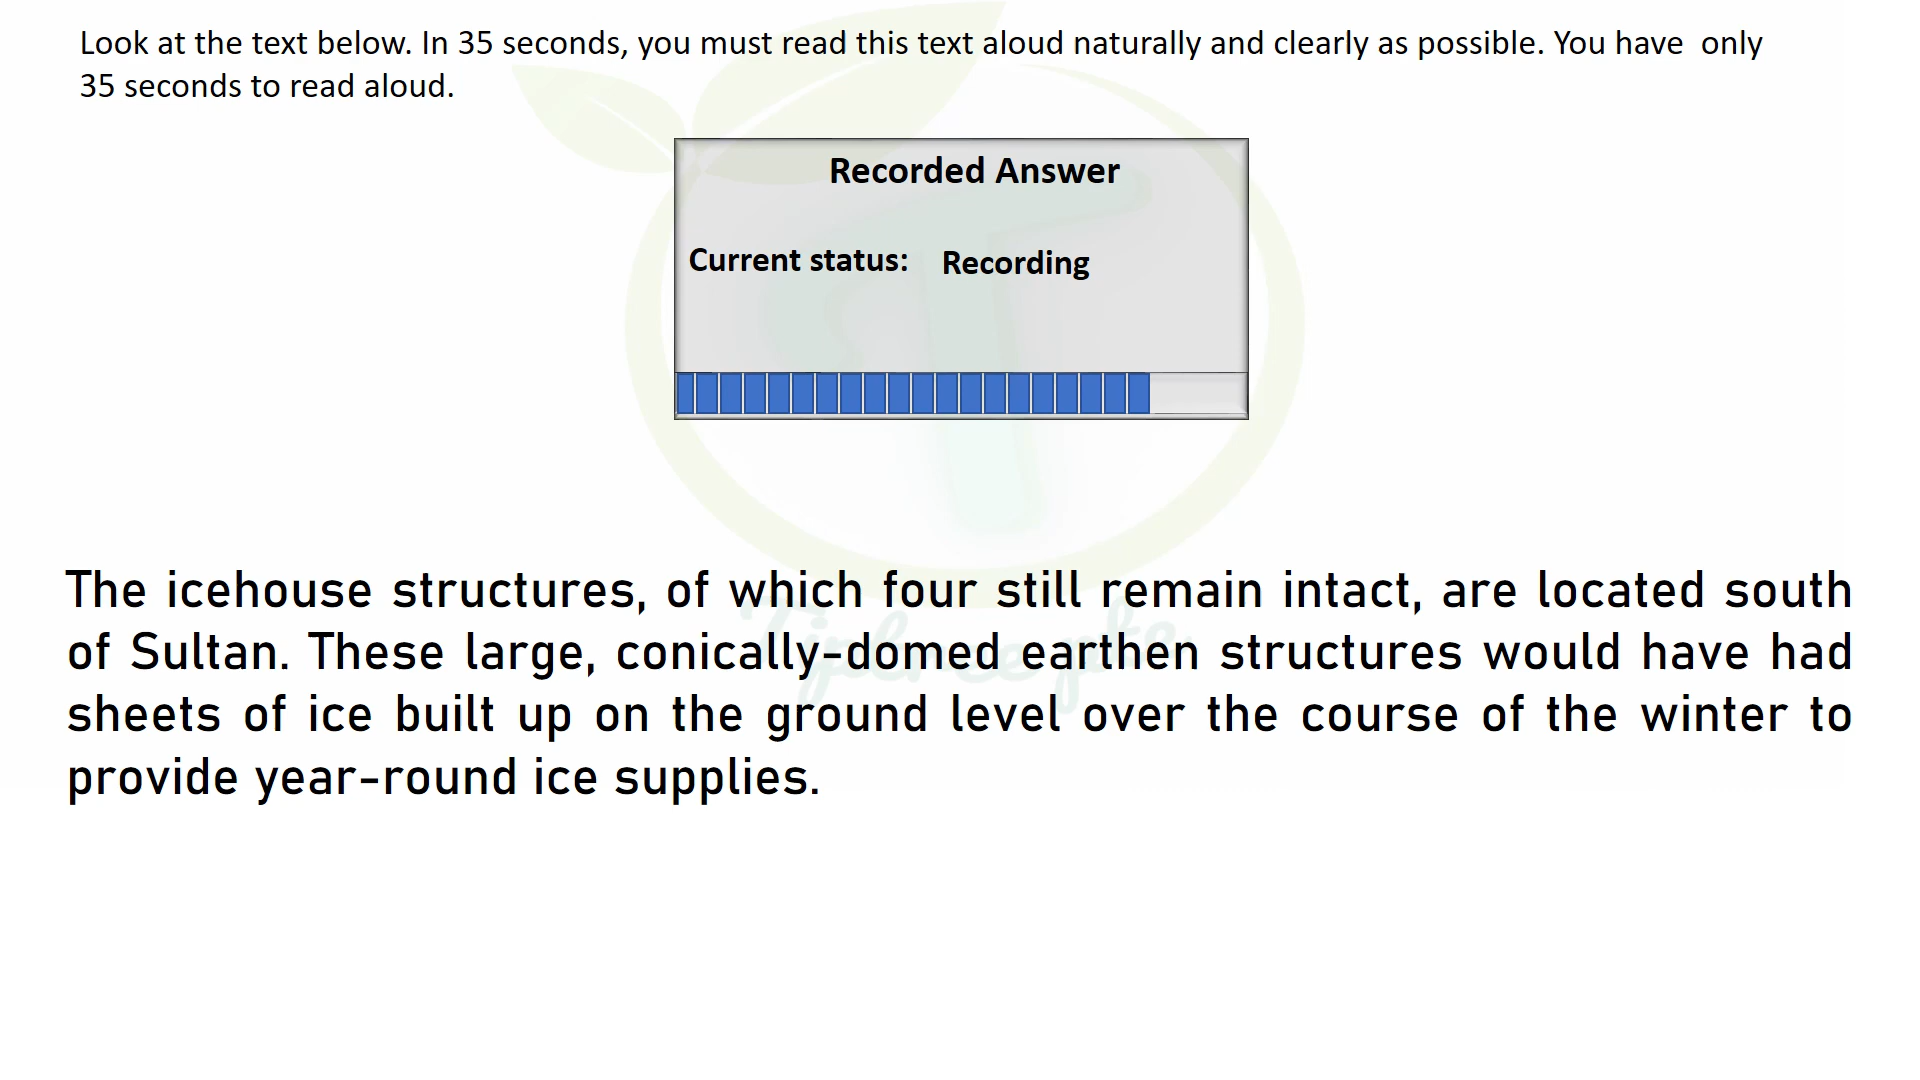 Look at the text below. In 35 seconds, you must read this text aloud naturally and clearly as possible. You have  only
35 seconds to read aloud.
Recorded Answer
Current status: Recording
The icehouse structures, of which four still remain intact, are located south
of Sultan. These large, conically-domed earthen structures would have had
sheets of ice built up on the ground level over the course of the winter to
provide year-round ice supplies.